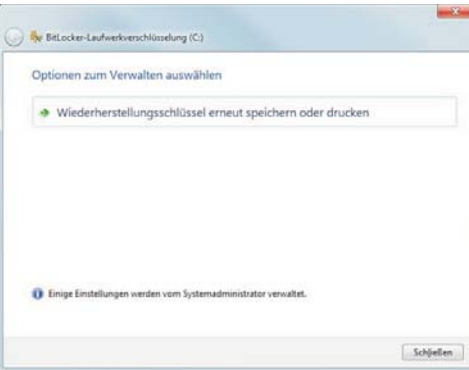 BitLocker-Laufwerkverschlüsselung (C:)
Optionen zum Verwalten auswählen
Wiederherstellungsschlüssel erneut speichern oder drucken
Einige Einstellungen werden vom Systemadministrator verwaltet.
Schließen